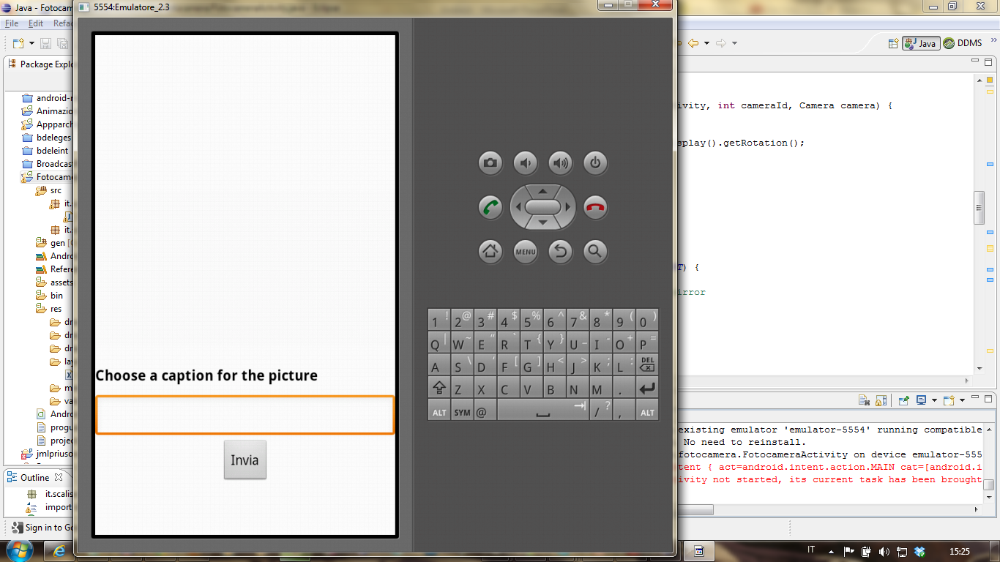 Java - Fotocam
5554:Emulatore_2.3
File Edit Refac
Java DDMS
Package Explo
android-r
Animazio
Appparch
bdeleges
bdeleint
Broadcas
Fotocame
src
it.
it.
gen [
Andro
Refere
assets
bin
res
dr
dr
dr
lay
m
va
Andro
progu
projec
jmlpriuso
Outline
it.scalis
import
Sign in to Go
Choose a caption for the picture
Invia
MENU
1 ! 2 @ 3 # 4 $ 5 % 6 ^ 7 & 8 * 9 ( 0 )
Q | W ~ E " R ` T { Y } U _ I - O + P =
A S \ D ' F [ G ] H < J > K ; L : DEL
Z X C V B N M .
ALT SYM @ / ? , ALT
ivity, int cameraId, Camera camera) {
splay().getRotation();
T) {
irror
existing emulator 'emulator-5554' running compatible
No need to reinstall.
fotocamera.FotocameraActivity on device emulator-555
tent { act=android.intent.action.MAIN cat=[android.i
ivity not started, its current task has been brought
IT
15:25